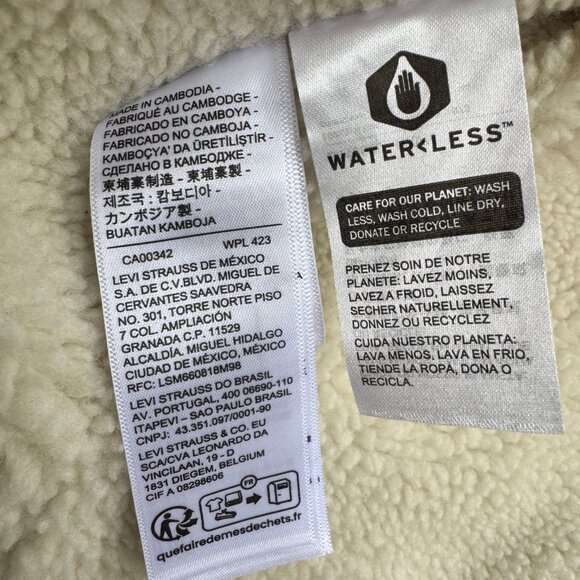 MADE IN CAMBODIA -
FABRIQUÉ AU CAMBODGE -
FABRICADO EN CAMBOYA -
FABRICADO NO CAMBOJA -
KAMBOÇYA' DA ÜRETİLİŞTİR -
СДЕЛАНО В КАМБОДЖЕ -
柬埔寨制造 - 柬埔寨製 -
제조국 : 캄보디아 -
カンボジア製 -
BUATAN KAMBOJA
CA00342 WPL 423
LEVI STRAUSS DE MÉXICO
S.A. DE C.V.BLVD. MIGUEL DE
CERVANTES SAAVEDRA
NO. 301, TORRE NORTE PISO
7 COL. AMPLIACIÓN
GRANADA C.P. 11529
ALCALDÍA. MIGUEL HIDALGO
CIUDAD DE MÉXICO, MÉXICO
RFC: LSM660818M98
LEVI STRAUSS DO BRASIL
AV. PORTUGAL, 400 06690-110
ITAPEVI – SAO PAULO BRASIL
CNPJ: 43.351.097/0001-90
LEVI STRAUSS & CO. EU
SCA/CVA LEONARDO DA
VINCILAAN, 19 - D
1831 DIEGEM, BELGIUM
CIF A 08298606
FR
quefairedemesdechets.fr
WATER<LESS™
CARE FOR OUR PLANET: WASH
LESS, WASH COLD, LINE DRY,
DONATE OR RECYCLE
PRENEZ SOIN DE NOTRE
PLANETE: LAVEZ MOINS,
LAVEZ A FROID, LAISSEZ
SECHER NATURELLEMENT,
DONNEZ OU RECYCLEZ
CUIDA NUESTRO PLANETA:
LAVA MENOS, LAVA EN FRIO,
TIENDE LA ROPA, DONA O
RECICLA.